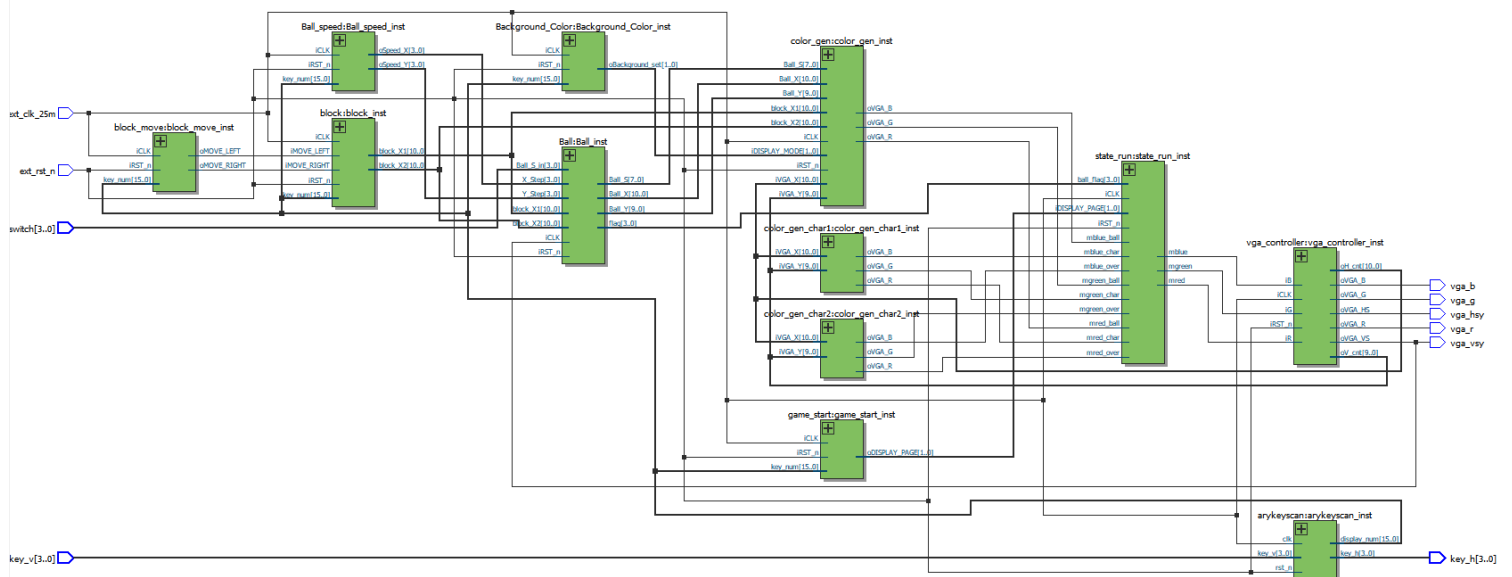 Ball_speed:Ball_speed_inst
iCLK
iRST_n
key_num[15..0]
oSpeed_X[3..0]
oSpeed_Y[3..0]
Background_Color:Background_Color_inst
iCLK
iRST_n
key_num[15..0]
oBackground_set[1..0]
color_gen:color_gen_inst
Ball_S[7..0]
Ball_X[10..0]
Ball_Y[9..0]
block_X1[10..0]
block_X2[10..0]
iCLK
iDISPLAY_MODE[1..0]
iRST_n
iVGA_X[10..0]
iVGA_Y[9..0]
oVGA_B
oVGA_G
oVGA_R
ext_clk_25m
ext_rst_n
switch[3..0]
key_v[3..0]
block_move:block_move_inst
iCLK
iRST_n
key_num[15..0]
oMOVE_LEFT
oMOVE_RIGHT
block:block_inst
iCLK
iMOVE_LEFT
iMOVE_RIGHT
iRST_n
key_num[15..0]
block_X1[10..0]
block_X2[10..0]
Ball:Ball_inst
Ball_S_in[3..0]
X_Step[3..0]
Y_Step[3..0]
block_X1[10..0]
block_X2[10..0]
iCLK
iRST_n
Ball_S[7..0]
Ball_X[10..0]
Ball_Y[9..0]
flag[3..0]
color_gen_char1:color_gen_char1_inst
iVGA_X[10..0]
iVGA_Y[9..0]
oVGA_B
oVGA_G
oVGA_R
color_gen_char2:color_gen_char2_inst
iVGA_X[10..0]
iVGA_Y[9..0]
oVGA_B
oVGA_G
oVGA_R
game_start:game_start_inst
iCLK
iRST_n
key_num[15..0]
oDISPLAY_PAGE[1..0]
state_run:state_run_inst
ball_flag[3..0]
iCLK
iDISPLAY_PAGE[1..0]
iRST_n
mblue_ball
mblue_char
mblue_over
mgreen_ball
mgreen_char
mgreen_over
mred_ball
mred_char
mred_over
mblue
mgreen
mred
vga_controller:vga_controller_inst
iB
iCLK
iG
iRST_n
iR
oH_cnt[10..0]
oVGA_B
oVGA_G
oVGA_HS
oVGA_R
oVGA_VS
oV_cnt[9..0]
vga_b
vga_g
vga_hsy
vga_r
vga_vsy
arykeyscan:arykeyscan_inst
clk
key_v[3..0]
rst_n
display_num[15..0]
key_h[3..0]
key_h[3..0]